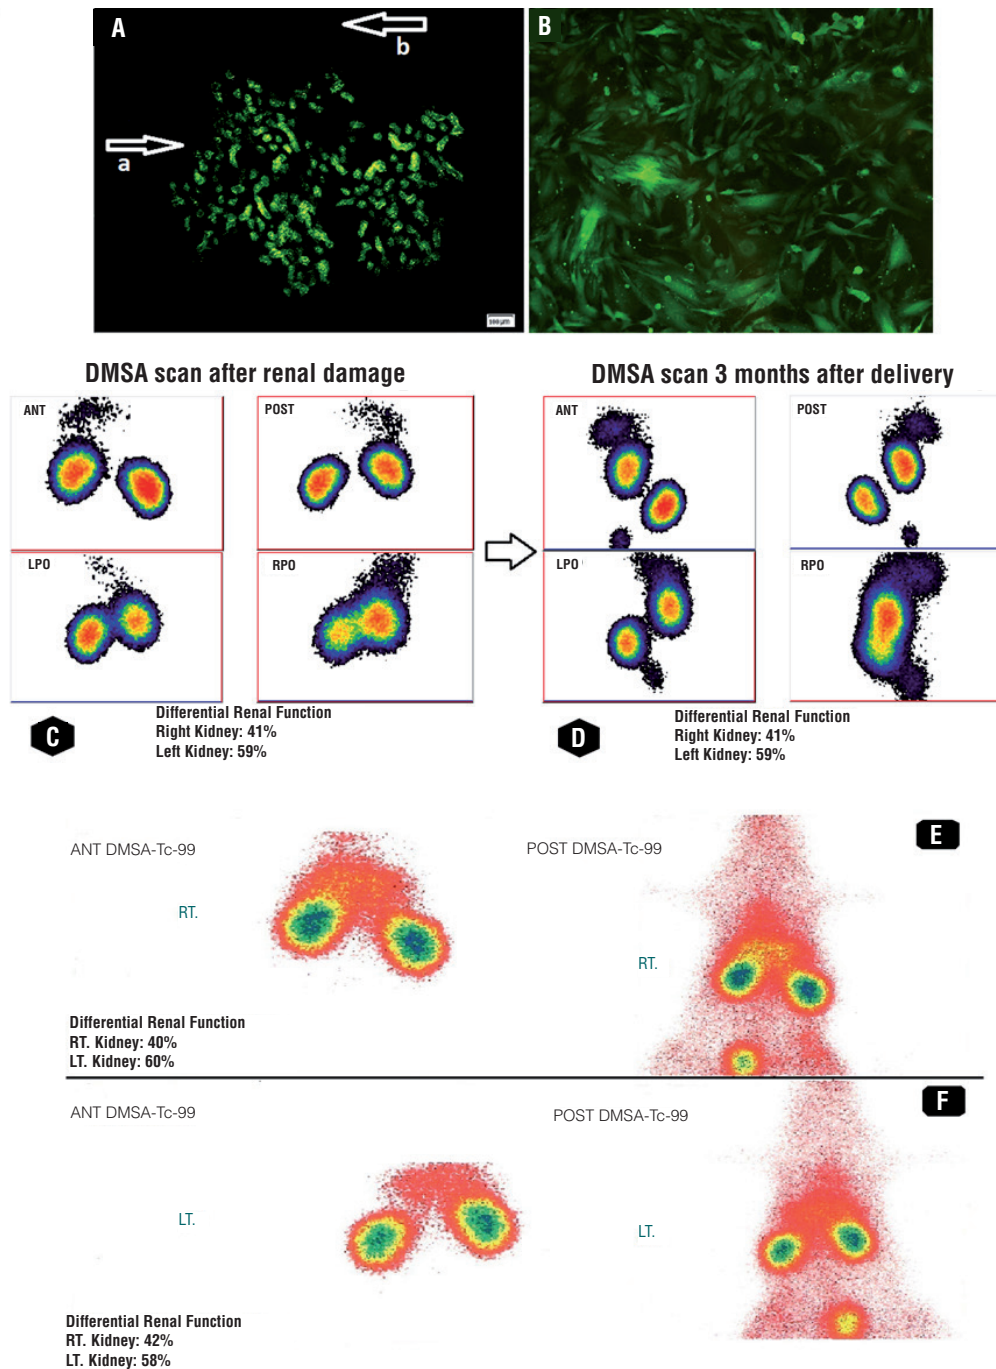 A
b
a
100 µm
B
DMSA scan after renal damage
DMSA scan 3 months after delivery
ANT
POST
ANT
POST
LPO
RPO
LPO
RPO
C
Differential Renal Function
Right Kidney: 41%
Left Kidney: 59%
D
Differential Renal Function
Right Kidney: 41%
Left Kidney: 59%
E
ANT DMSA-Tc-99
POST DMSA-Tc-99
RT.
RT.
Differential Renal Function
RT. Kidney: 40%
LT. Kidney: 60%
F
ANT DMSA-Tc-99
POST DMSA-Tc-99
LT.
LT.
Differential Renal Function
RT. Kidney: 42%
LT. Kidney: 58%